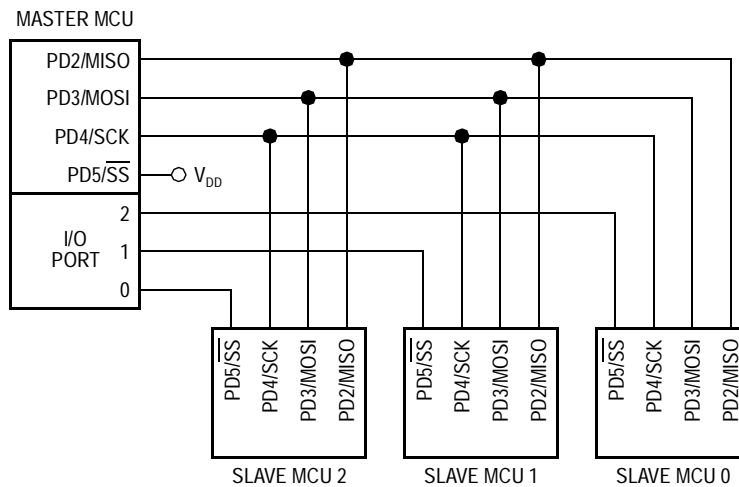 MASTER MCU
PD2/MISO
PD3/MOSI
PD4/SCK
PD5/SS
V_DD
I/O
PORT
2
1
0
PD5/SS
PD4/SCK
PD3/MOSI
PD2/MISO
SLAVE MCU 2
PD5/SS
PD4/SCK
PD3/MOSI
PD2/MISO
SLAVE MCU 1
PD5/SS
PD4/SCK
PD3/MOSI
PD2/MISO
SLAVE MCU 0